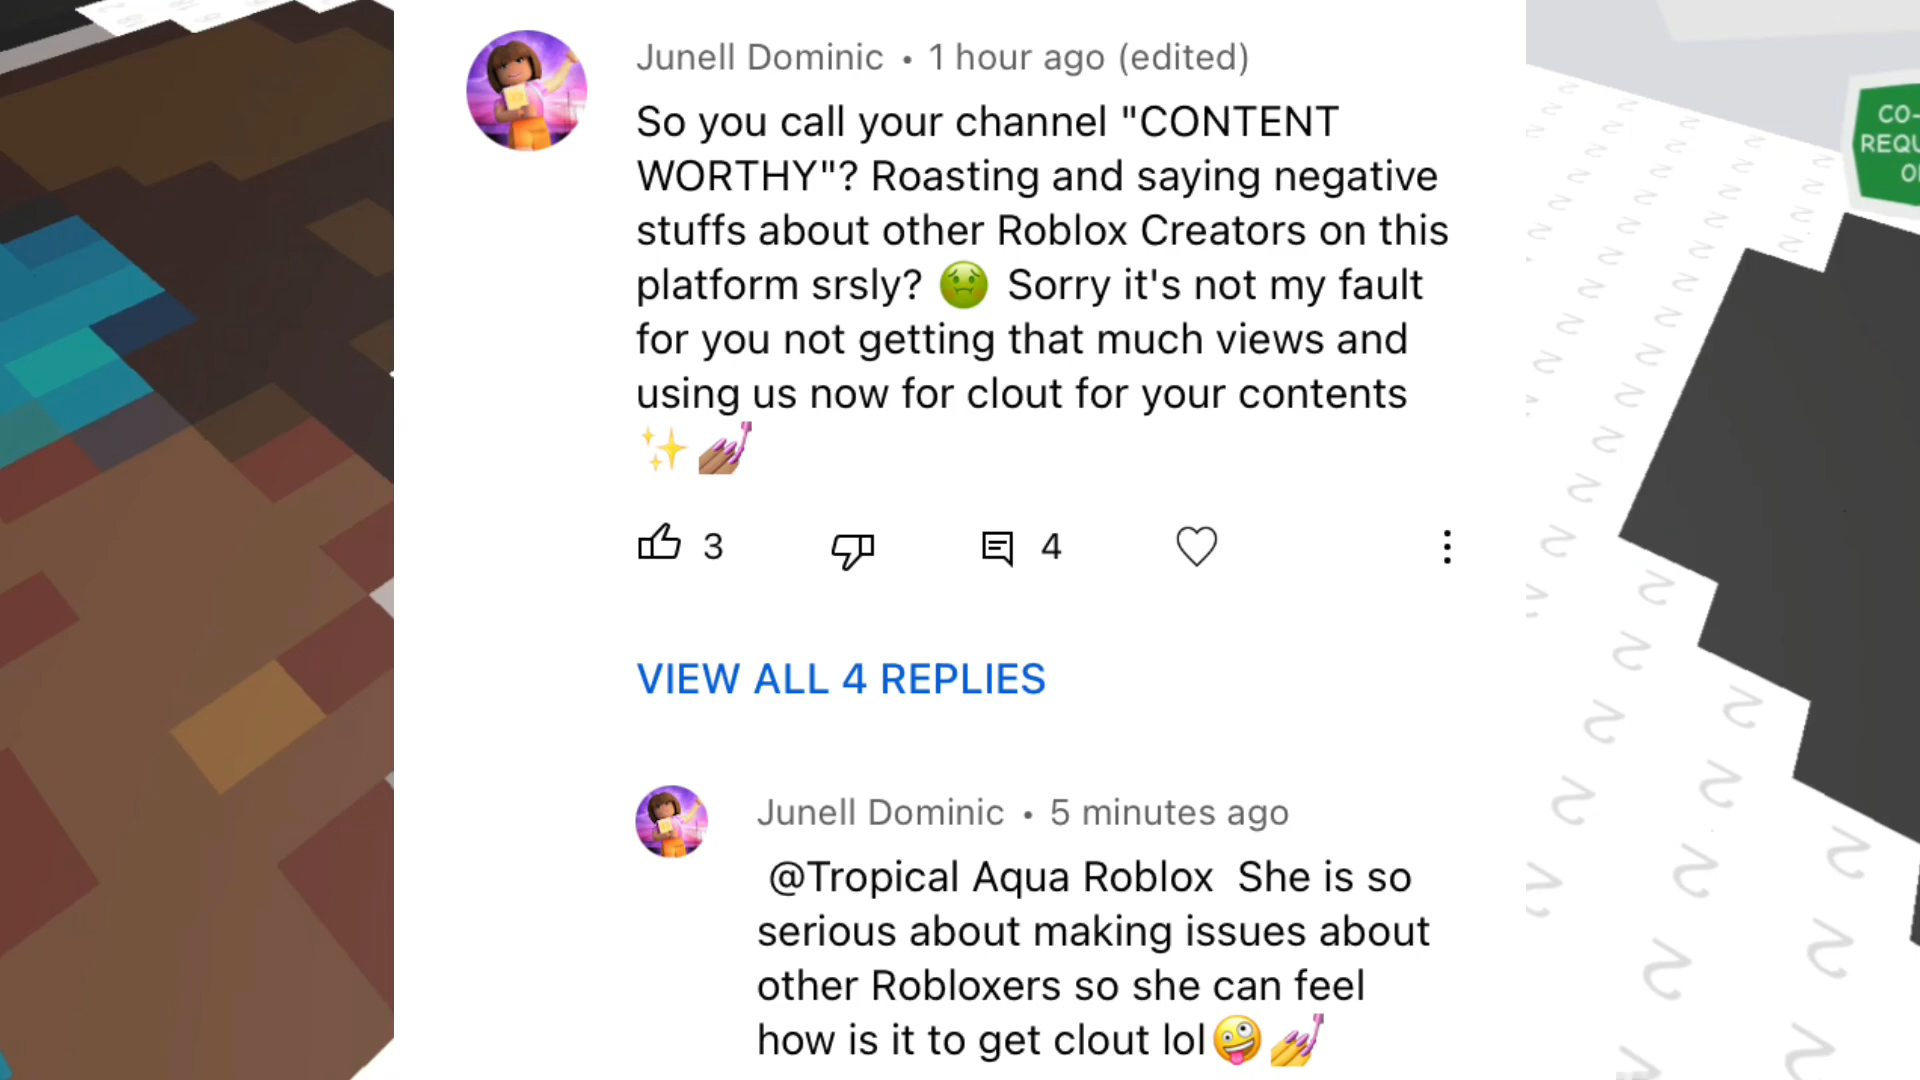 Junell Dominic • 1 hour ago (edited)
So you call your channel "CONTENT
WORTHY"? Roasting and saying negative
stuffs about other Roblox Creators on this
platform srsly? 🤢 Sorry it's not my fault
for you not getting that much views and
using us now for clout for your contents
✨💅🏽
3
4
VIEW ALL 4 REPLIES
Junell Dominic • 5 minutes ago
@Tropical Aqua Roblox She is so
serious about making issues about
other Robloxers so she can feel
how is it to get clout lol🤪💅
CO-